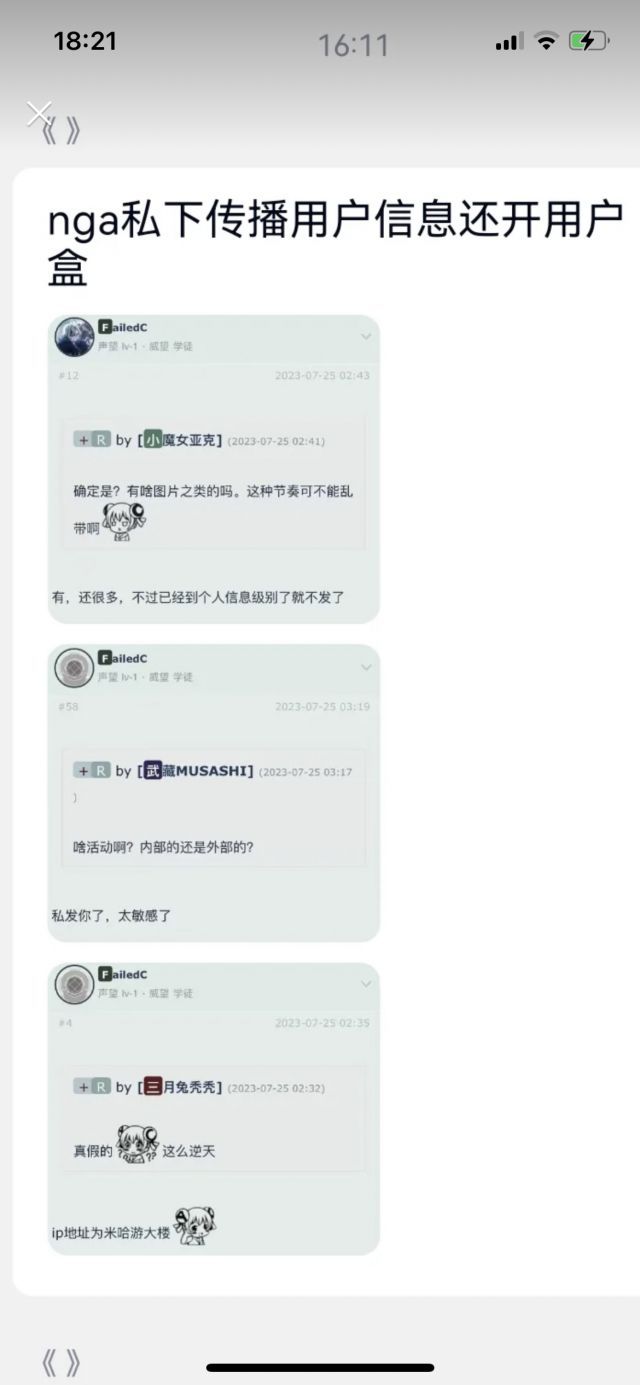 18:21
16:11
《 》
nga私下传播用户信息还开用户
盒
FailedC
声望 lv-1 · 威望 学徒
#12
2023-07-25 02:43
+ R by [小魔女亚克] (2023-07-25 02:41)
确定是？有啥图片之类的吗。这种节奏可不能乱
带啊
有，还很多，不过已经到个人信息级别了就不发了
FailedC
声望 lv-1 · 威望 学徒
#58
2023-07-25 03:19
+ R by [武藏MUSASHI] (2023-07-25 03:17
)
啥活动啊？内部的还是外部的？
私发你了，太敏感了
FailedC
声望 lv-1 · 威望 学徒
#4
2023-07-25 02:35
+ R by [三月兔秃秃] (2023-07-25 02:32)
真假的 这么逆天
ip地址为米哈游大楼
《 》